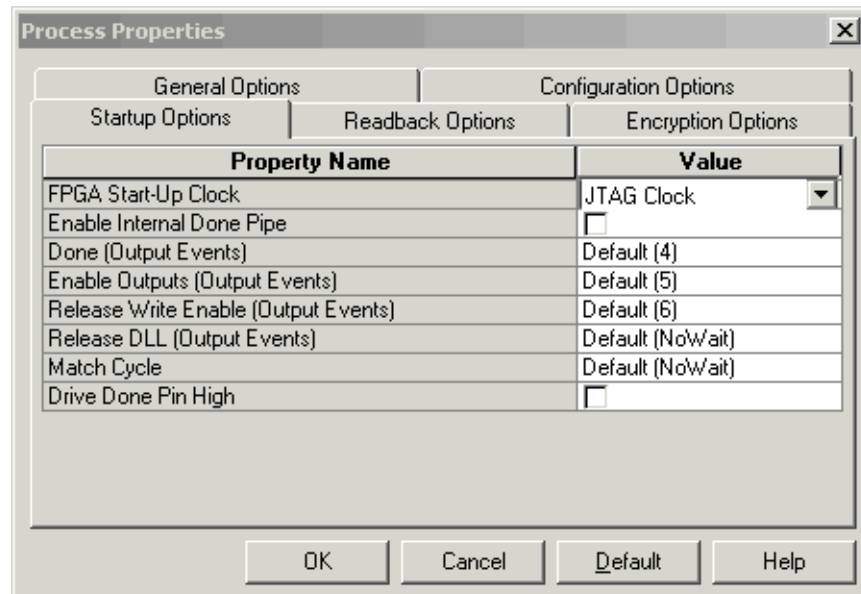 Process Properties
General Options Configuration Options
Startup Options Readback Options Encryption Options
Property Name Value
FPGA Start-Up Clock JTAG Clock
Enable Internal Done Pipe
Done (Output Events) Default (4)
Enable Outputs (Output Events) Default (5)
Release Write Enable (Output Events) Default (6)
Release DLL (Output Events) Default (NoWait)
Match Cycle Default (NoWait)
Drive Done Pin High
OK Cancel Default Help